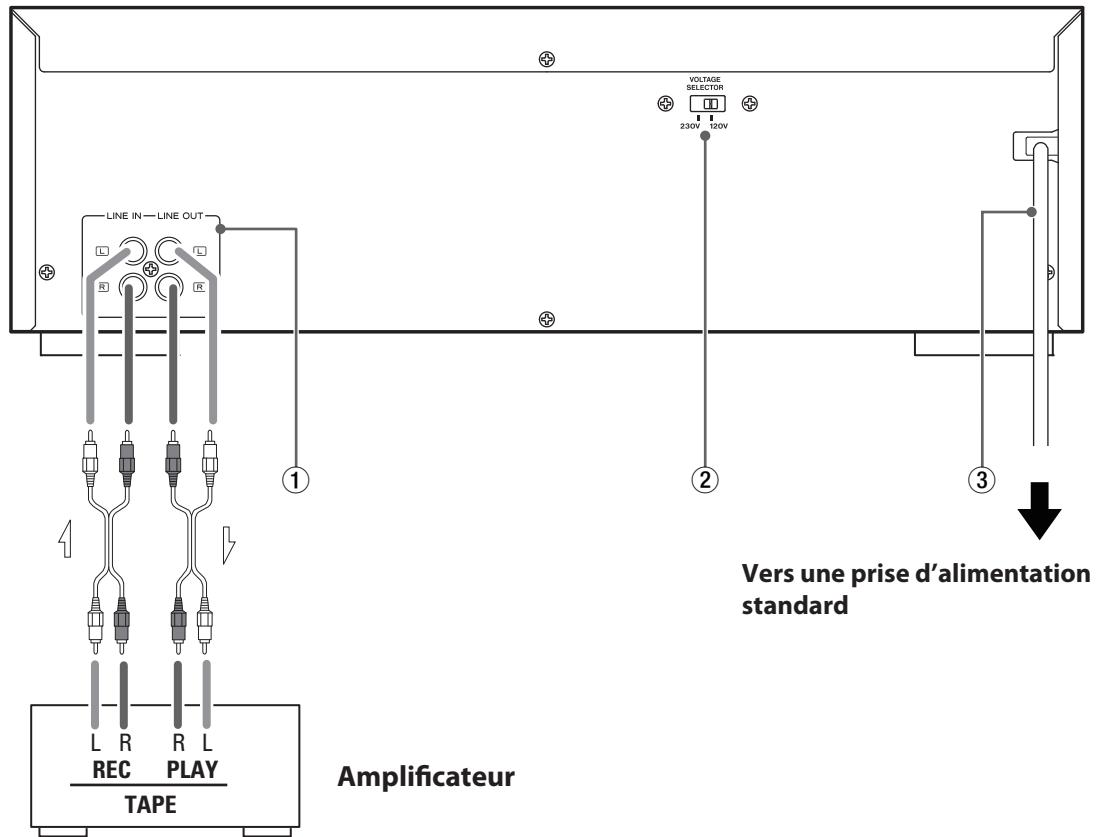 VOLTAGE
SELECTOR
230V 120V
LINE IN LINE OUT
L L
R R
①
②
③
Vers une prise d’alimentation
standard
L R R L
REC PLAY
TAPE
Amplificateur